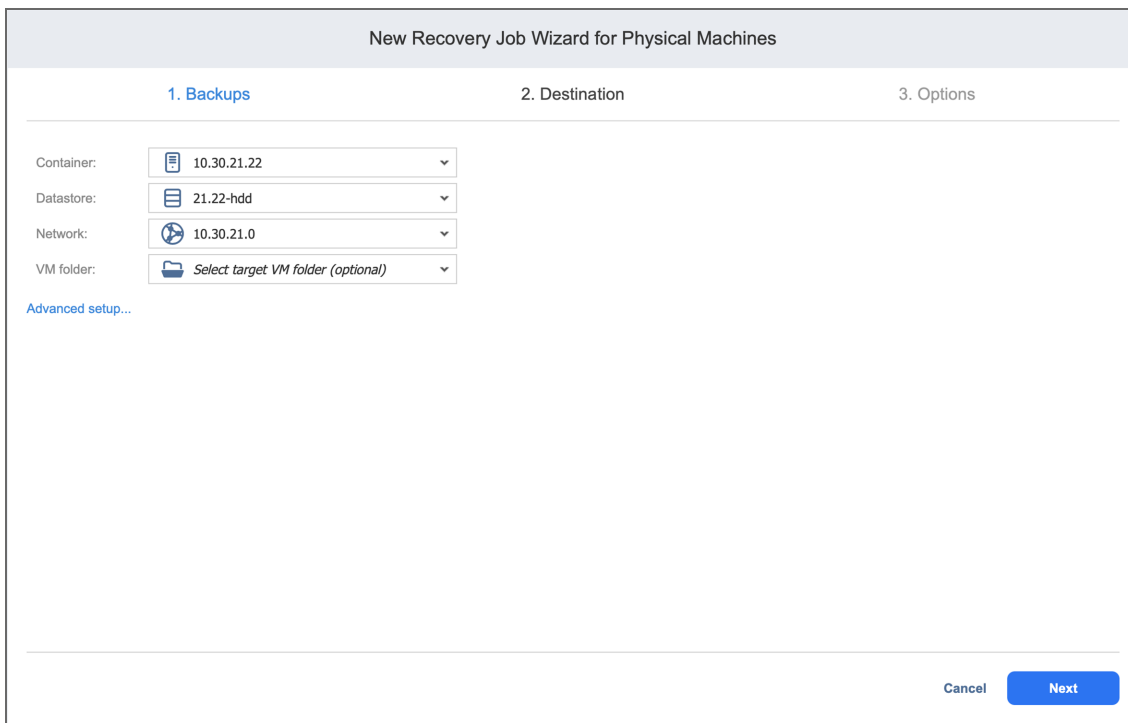 New Recovery Job Wizard for Physical Machines
1. Backups 2. Destination 3. Options
Container: 10.30.21.22
Datastore: 21.22-hdd
Network: 10.30.21.0
VM folder: Select target VM folder (optional)
Advanced setup...
Cancel Next